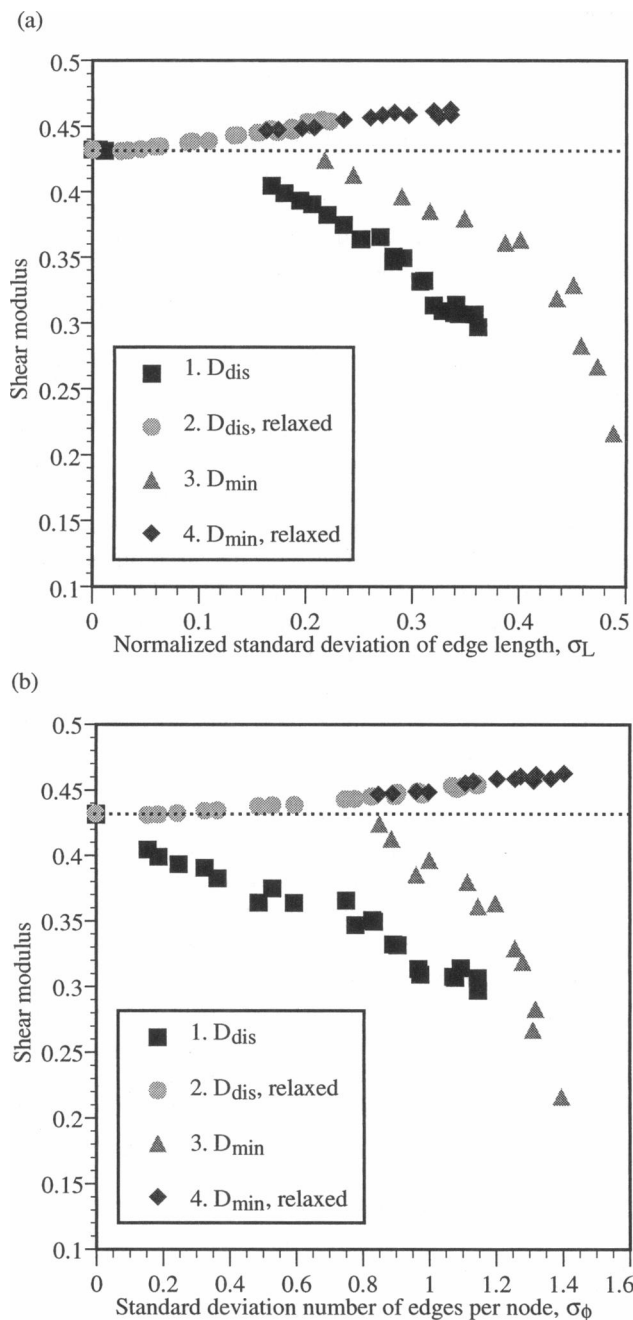 (a)
0.5
0.45
0.4
0.35
0.3
0.25
0.2
0.15
0.1
Shear modulus
1. Ddis
2. Ddis, relaxed
3. Dmin
4. Dmin, relaxed
0 0.1 0.2 0.3 0.4 0.5
Normalized standard deviation of edge length, σL
(b)
0.5
0.45
0.4
0.35
0.3
0.25
0.2
0.15
0.1
Shear modulus
1. Ddis
2. Ddis, relaxed
3. Dmin
4. Dmin, relaxed
0 0.2 0.4 0.6 0.8 1 1.2 1.4 1.6
Standard deviation number of edges per node, σϕ